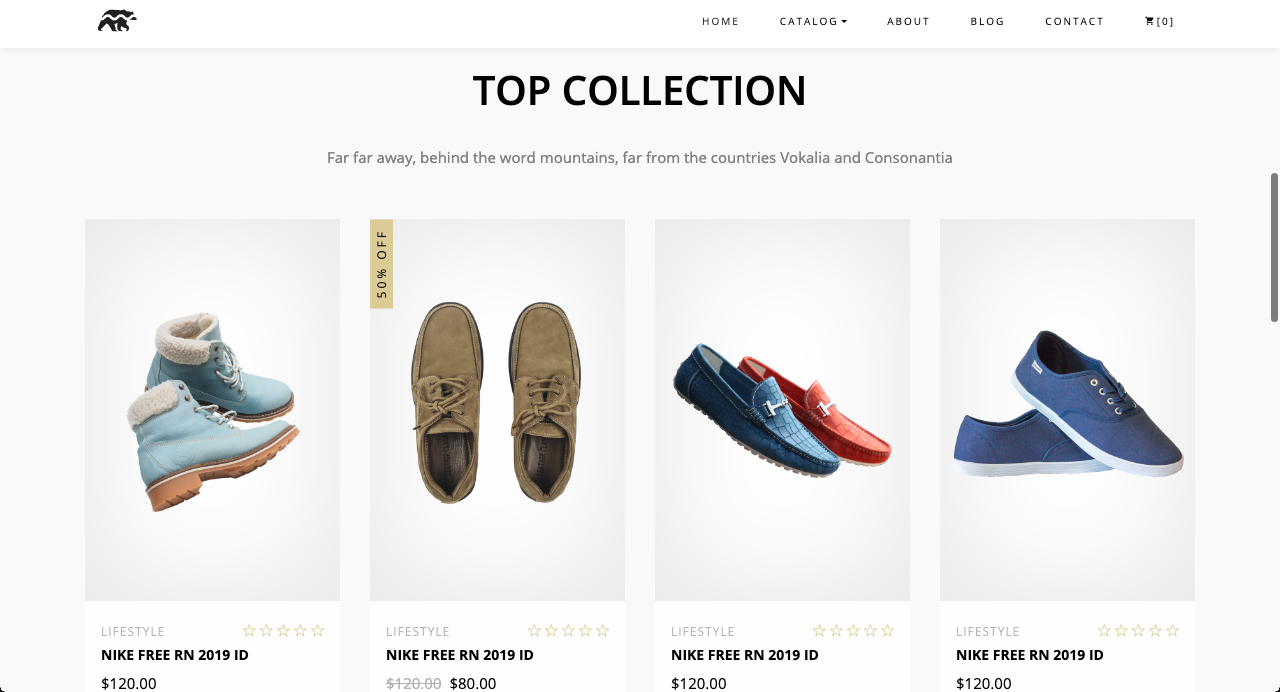 HOME CATALOG ABOUT BLOG CONTACT [0]
TOP COLLECTION
Far far away, behind the word mountains, far from the countries Vokalia and Consonantia
50% OFF
LIFESTYLE
NIKE FREE RN 2019 ID
$120.00
LIFESTYLE
NIKE FREE RN 2019 ID
$120.00 $80.00
LIFESTYLE
NIKE FREE RN 2019 ID
$120.00
LIFESTYLE
NIKE FREE RN 2019 ID
$120.00